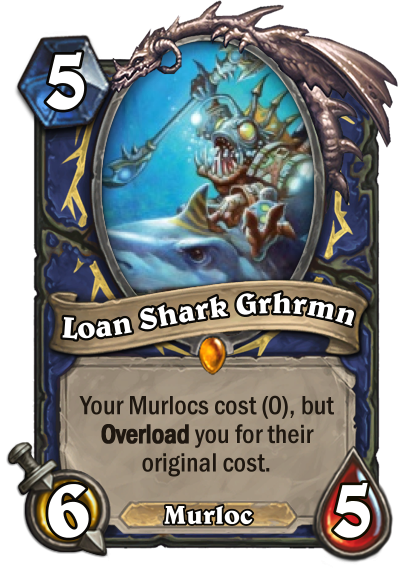 5
Loan Shark Grhrmn
Your Murlocs cost (0), but
Overload you for their
original cost.
6
Murloc
5